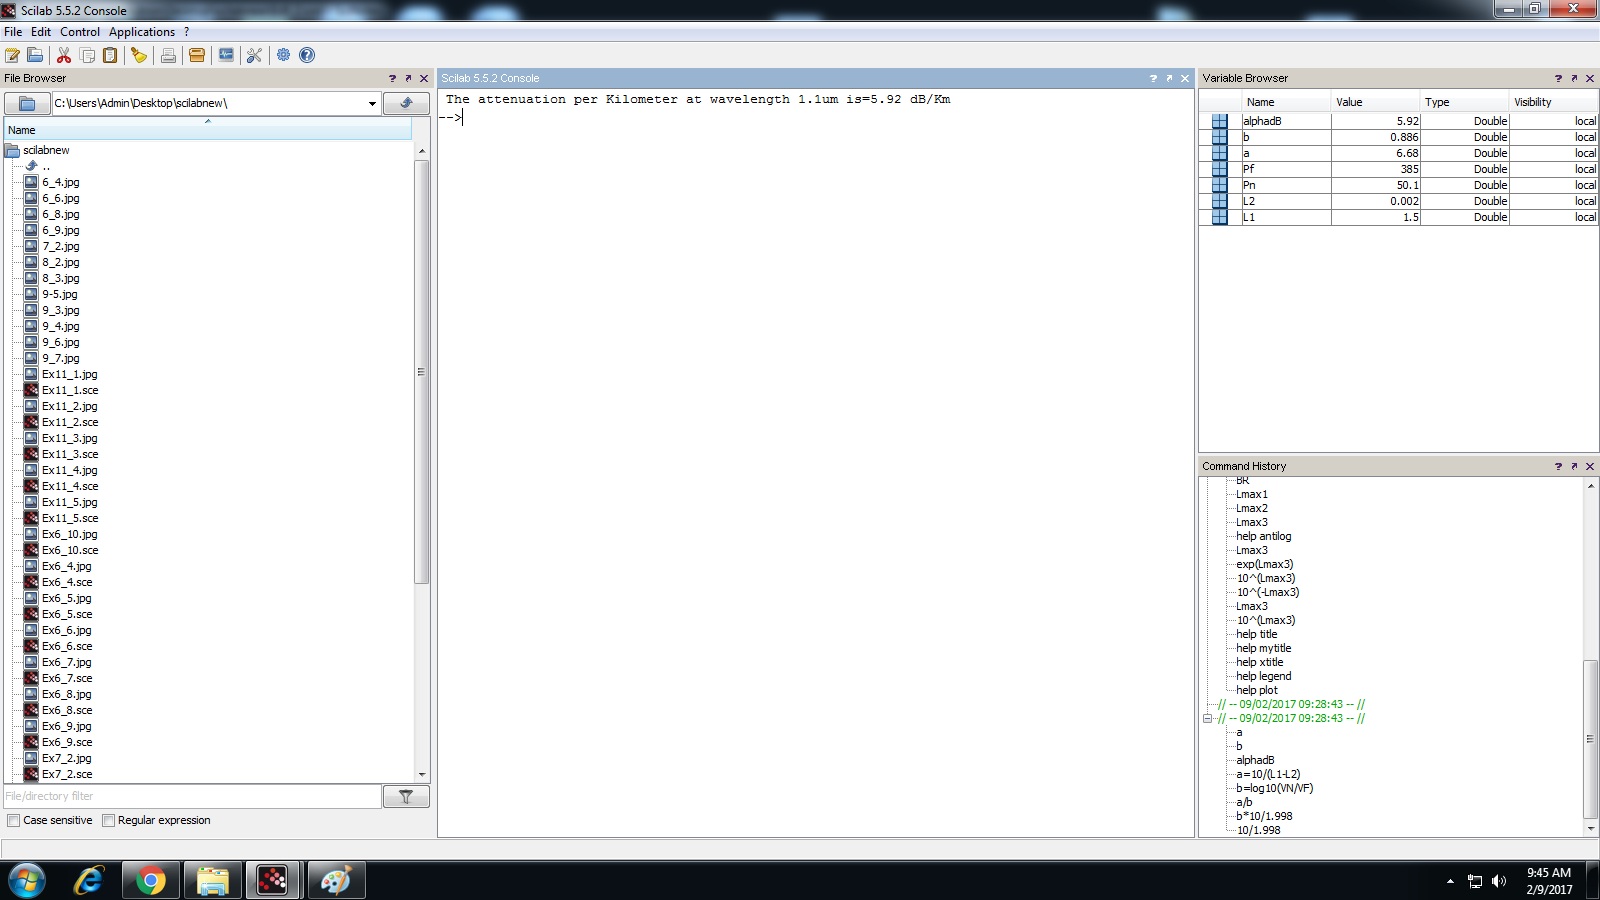 Scilab 5.5.2 Console
File Edit Control Applications ?
File Browser
C:\Users\Admin\Desktop\scilabnew\
Name
scilabnew
..
6_4.jpg
6_6.jpg
6_8.jpg
6_9.jpg
7_2.jpg
8_2.jpg
8_3.jpg
9-5.jpg
9_3.jpg
9_4.jpg
9_6.jpg
9_7.jpg
Ex11_1.jpg
Ex11_1.sce
Ex11_2.jpg
Ex11_2.sce
Ex11_3.jpg
Ex11_3.sce
Ex11_4.jpg
Ex11_4.sce
Ex11_5.jpg
Ex11_5.sce
Ex6_10.jpg
Ex6_10.sce
Ex6_4.jpg
Ex6_4.sce
Ex6_5.jpg
Ex6_5.sce
Ex6_6.jpg
Ex6_6.sce
Ex6_7.jpg
Ex6_7.sce
Ex6_8.jpg
Ex6_8.sce
Ex6_9.jpg
Ex6_9.sce
Ex7_2.jpg
Ex7_2.sce
File/directory filter
Case sensitive Regular expression
Scilab 5.5.2 Console
The attenuation per Kilometer at wavelength 1.1um is=5.92 dB/Km
-->
Variable Browser
Name Value Type Visibility
alphadB 5.92 Double local
b 0.886 Double local
a 6.68 Double local
Pf 385 Double local
Pn 50.1 Double local
L2 0.002 Double local
L1 1.5 Double local
Command History
BR
Lmax1
Lmax2
Lmax3
help antilog
Lmax3
exp(Lmax3)
10^(Lmax3)
10^(-Lmax3)
Lmax3
10^(Lmax3)
help title
help mytitle
help xtitle
help legend
help plot
// -- 09/02/2017 09:28:43 -- //
// -- 09/02/2017 09:28:43 -- //
a
b
alphadB
a=10/(L1-L2)
b=log10(VN/VF)
a/b
b*10/1.998
10/1.998
9:45 AM
2/9/2017